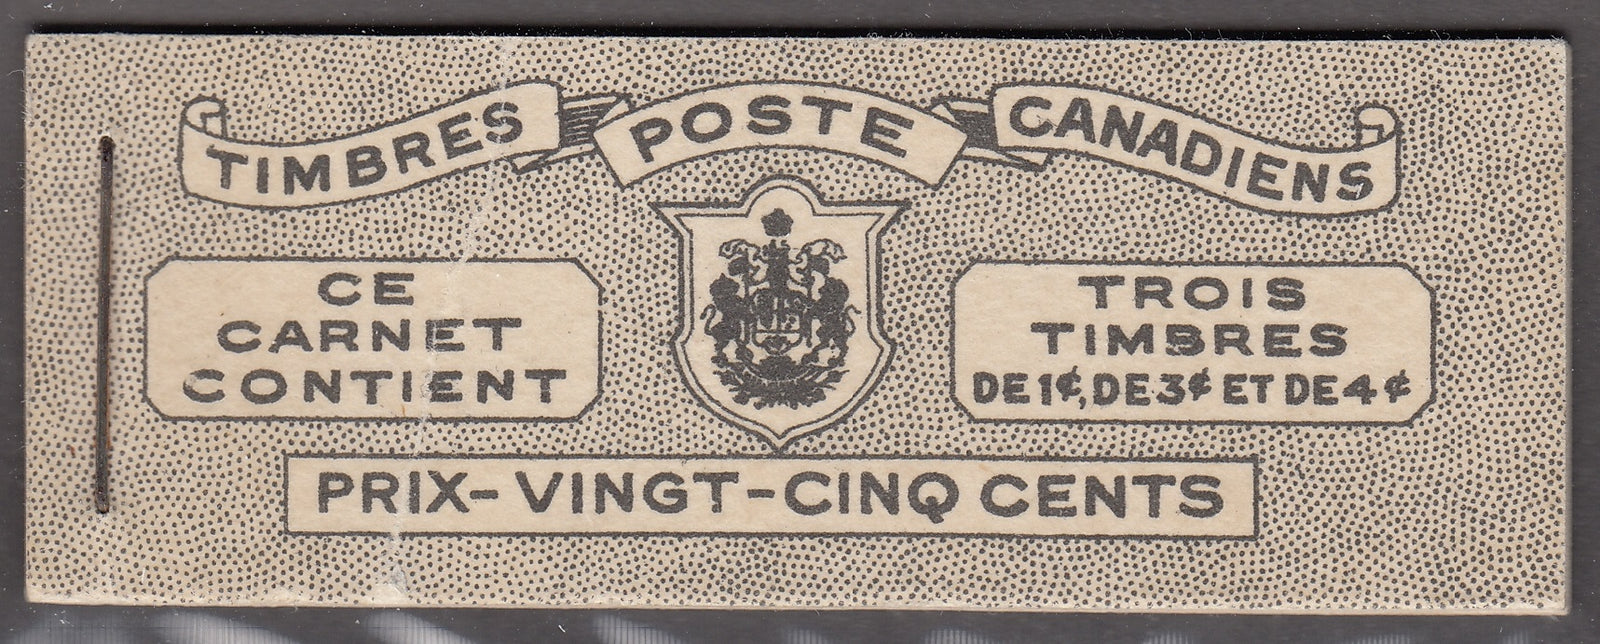 TIMBRES POSTE CANADIENS
CE
CARNET
CONTIENT
TROIS
TIMBRES
DE 1¢, DE 3¢ ET DE 4¢
PRIX-VINGT-CINQ CENTS